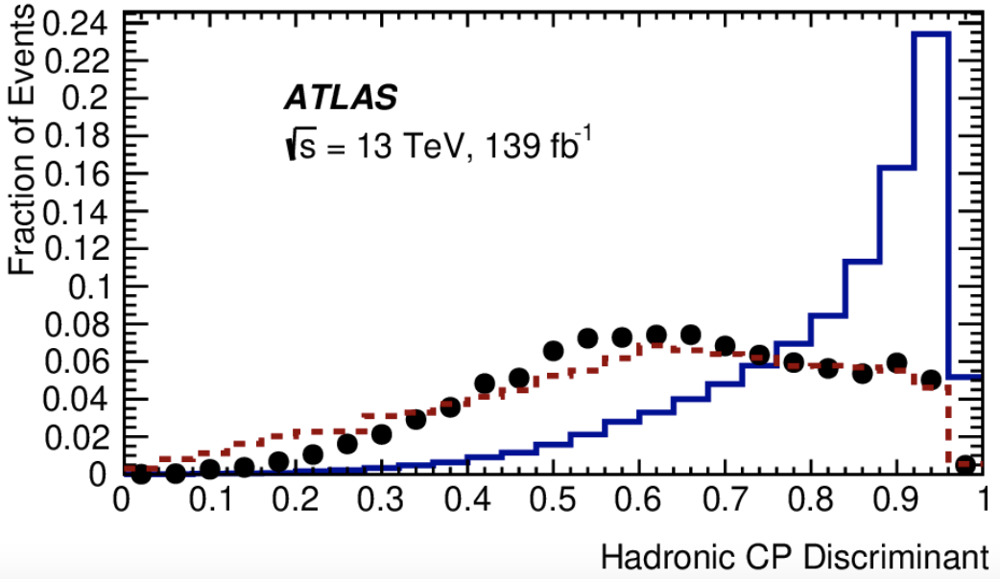 Fraction of Events
0.24
0.22
0.2
0.18
0.16
0.14
0.12
0.1
0.08
0.06
0.04
0.02
0
ATLAS
√s = 13 TeV, 139 fb⁻¹
0 0.1 0.2 0.3 0.4 0.5 0.6 0.7 0.8 0.9 1
Hadronic CP Discriminant